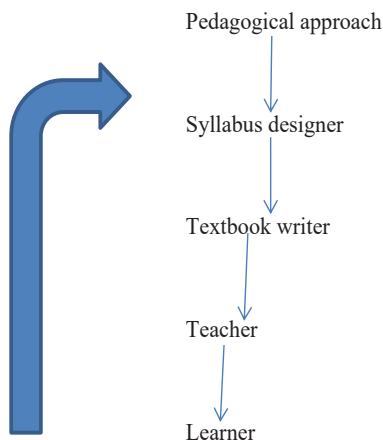 Pedagogical approach
Syllabus designer
Textbook writer
Teacher
Learner